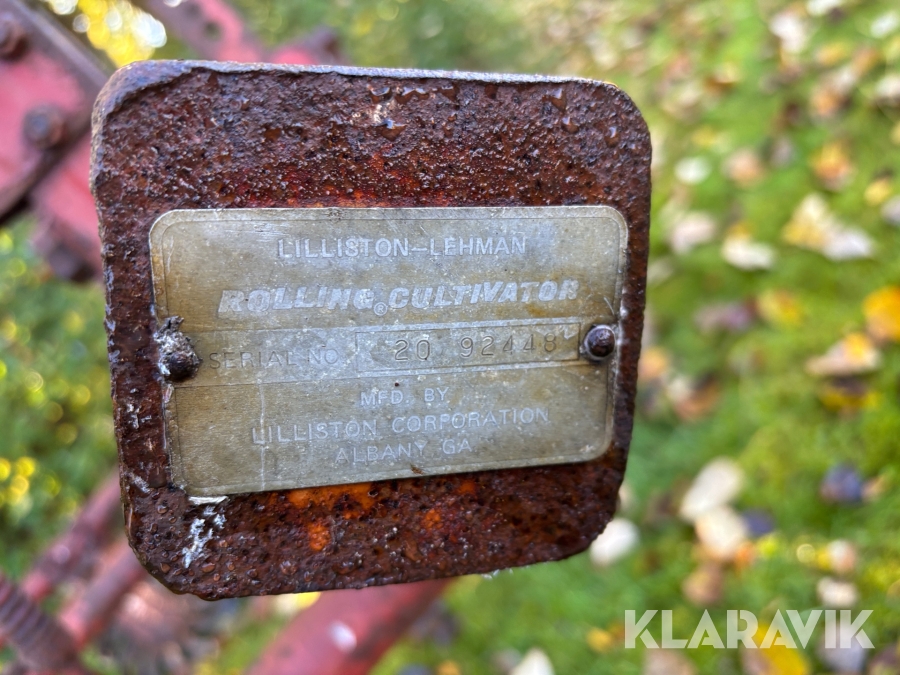 LILLISTON-LEHMAN
ROLLING® CULTIVATOR
SERIAL NO. 20 92448
MFD. BY
LILLISTON CORPORATION
ALBANY GA.
KLARAVIK